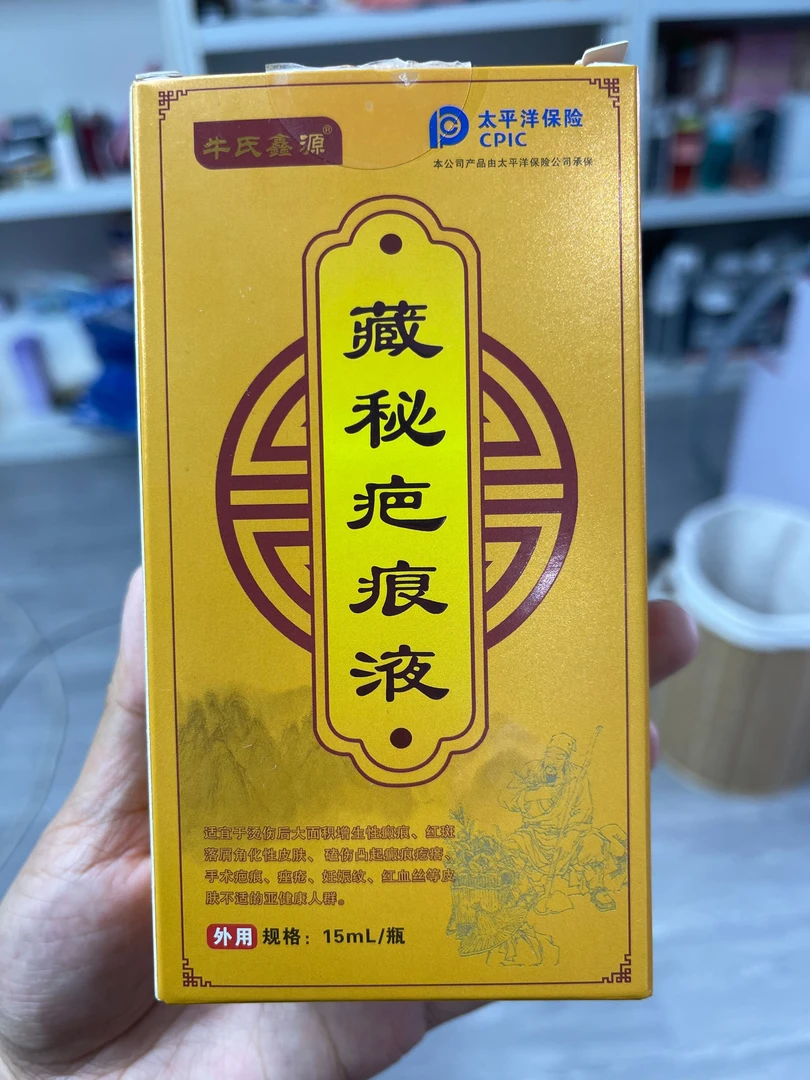 牛氏鑫源®
太平洋保险
CPIC
本公司产品由太平洋保险公司承保
藏秘疤痕液
适宜于烫伤后大面积增生性瘢痕、红斑
落屑角化性皮肤、磕伤凸起瘢痕疙瘩、
手术疤痕、痤疮、妊娠纹、红血丝等皮
肤不适的亚健康人群。
外用 规格：15mL/瓶